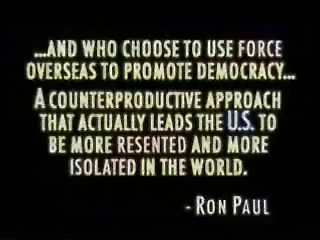 ...AND WHO CHOOSE TO USE FORCE
OVERSEAS TO PROMOTE DEMOCRACY...
A COUNTERPRODUCTIVE APPROACH
THAT ACTUALLY LEADS THE U.S. TO
BE MORE RESENTED AND MORE
ISOLATED IN THE WORLD.
- RON PAUL